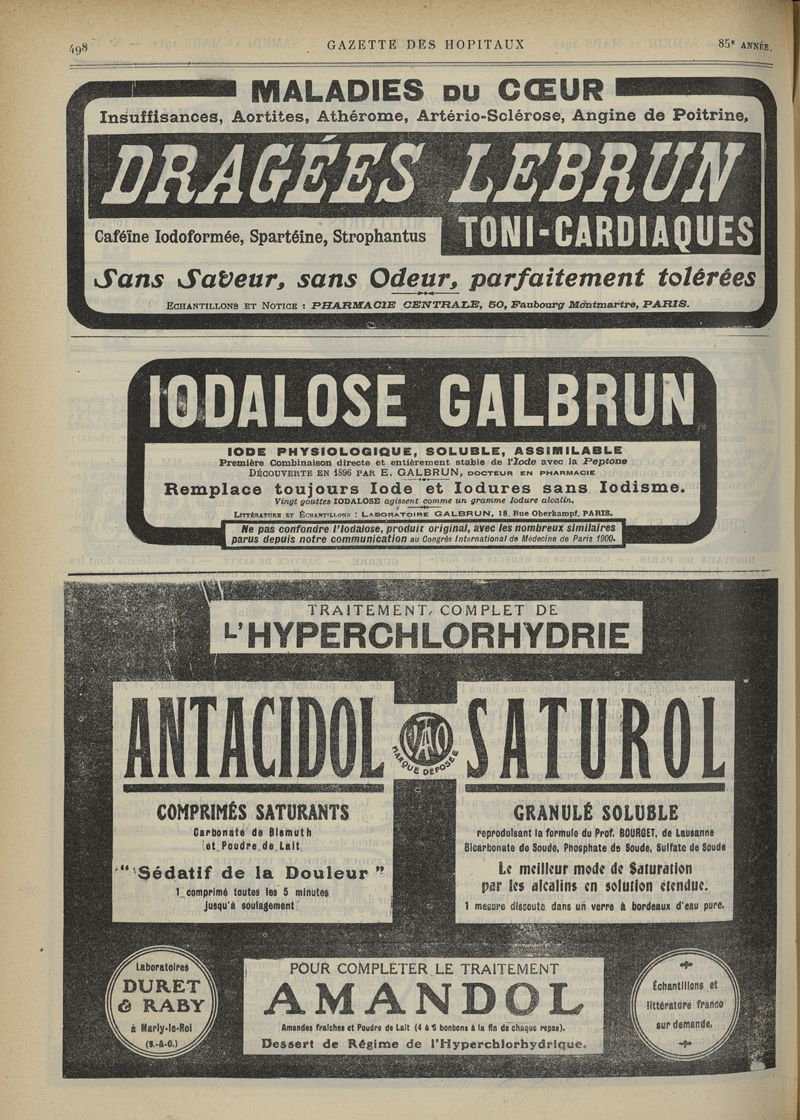 498
GAZETTE DES HOPITAUX
85e ANNÉE.
MALADIES DU CŒUR
Insuffisances, Aortites, Athérome, Artério-Sclérose, Angine de Poitrine,
DRAGÉES LEBRUN
Caféine Iodoformée, Spartéine, Strophantus
TONI-CARDIAQUES
Sans Saveur, sans Odeur, parfaitement tolérées
ECHANTILLONS ET NOTICE : PHARMACIE CENTRALE, 50, Faubourg Montmartre, PARIS.
IODALOSE GALBRUN
IODE PHYSIOLOGIQUE, SOLUBLE, ASSIMILABLE
Première Combinaison directe et entièrement stable de l'Iode avec la Peptone
DÉCOUVERTE EN 1896 PAR E. GALBRUN, DOCTEUR EN PHARMACIE
Remplace toujours Iode et Iodures sans Iodisme.
Vingt gouttes IODALOSE agissent comme un gramme Iodure alcalin.
LITTÉRATURE ET ÉCHANTILLONS : LABORATOIRE GALBRUN, 18, Rue Oberkampf, PARIS.
Ne pas confondre l'Iodalose, produit original, avec les nombreux similaires
parus depuis notre communication au Congrès International de Médecine de Paris 1900.
TRAITEMENT COMPLET DE
L'HYPERCHLORHYDRIE
ANTACIDOL
MARQUE DÉPOSÉE
SATUROL
COMPRIMÉS SATURANTS
Carbonate de Bismuth
et Poudre de Lait
"Sédatif de la Douleur"
1 comprimé toutes les 5 minutes
jusqu'à soulagement
GRANULÉ SOLUBLE
reproduisant la formule du Prof. BOURGET, de Lausanne
Bicarbonate de Soude, Phosphate de Soude, Sulfate de Soude
Le meilleur mode de Saturation
par les alcalins en solution étendue.
1 mesure dissoute dans un verre à bordeaux d'eau pure.
Laboratoires
DURET
& RABY
à Marly-le-Roi
(S.-&-O.)
POUR COMPLÉTER LE TRAITEMENT
AMANDOL
Amandes fraîches et Poudre de Lait (4 à 5 bonbons à la fin de chaque repas).
Dessert de Régime de l'Hyperchlorhydrique.
Échantillons et
littérature franco
sur demande.